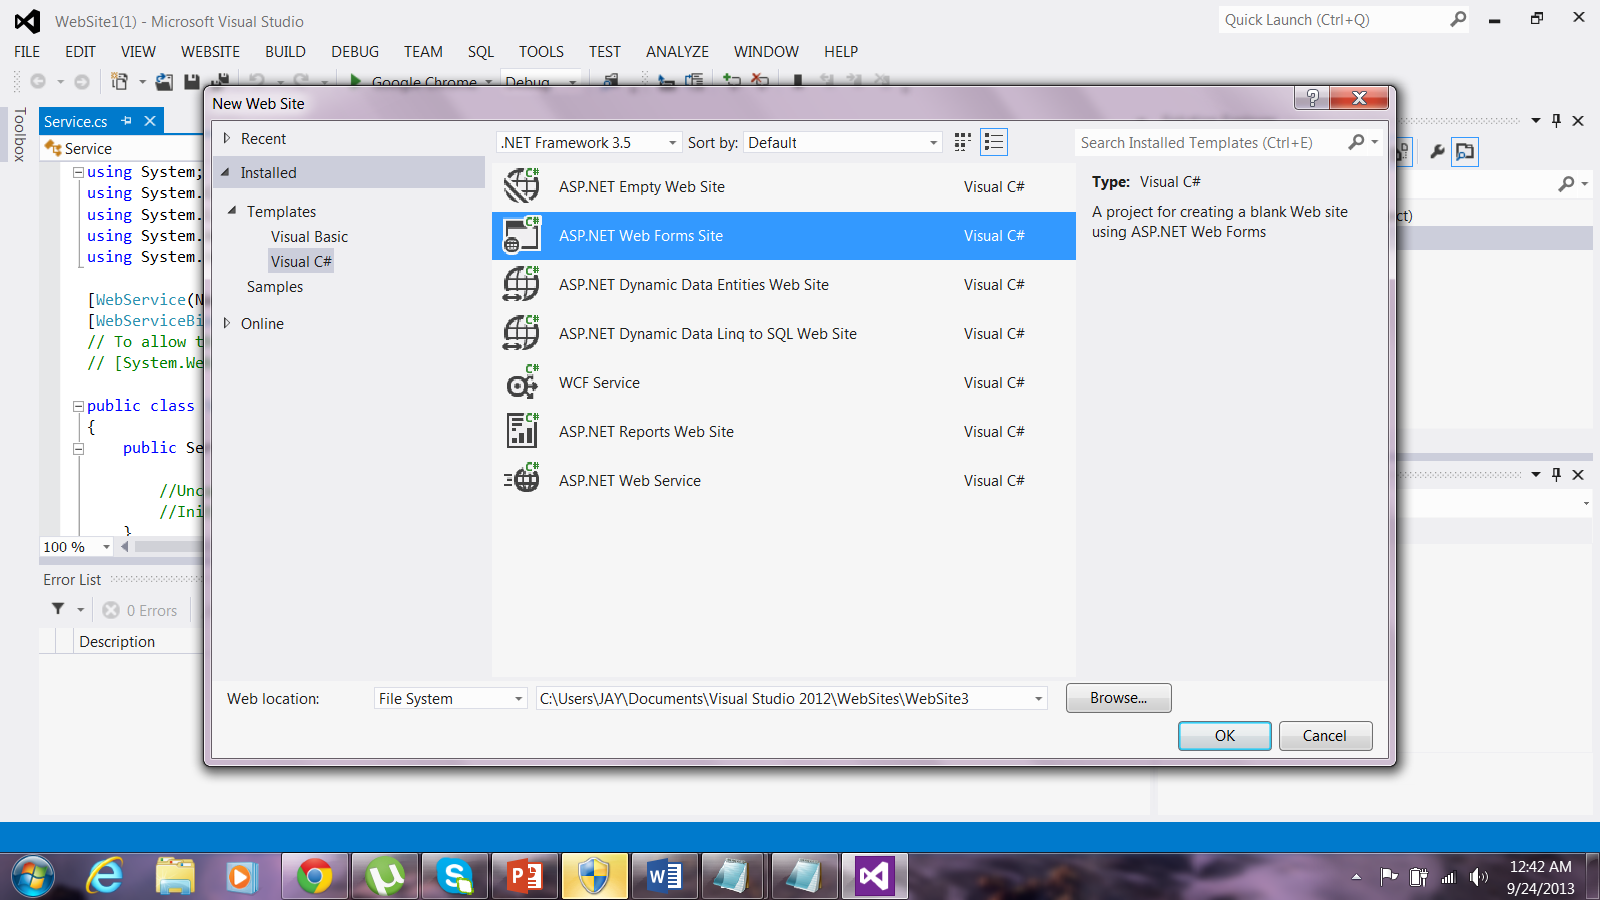 WebSite1(1) - Microsoft Visual Studio
Quick Launch (Ctrl+Q)
FILE EDIT VIEW WEBSITE BUILD DEBUG TEAM SQL TOOLS TEST ANALYZE WINDOW HELP
Google Chrome Debug
New Web Site
Toolbox
Service.cs
Service
using System;
using System.
using System.
using System.
using System.
[WebService(N
[WebServiceBi
// To allow t
// [System.We
public class
{
public Se
//Unc
//Ini
}
100 %
Error List
0 Errors
Description
Recent
Installed
Templates
Visual Basic
Visual C#
Samples
Online
.NET Framework 3.5 Sort by: Default
ASP.NET Empty Web Site Visual C#
ASP.NET Web Forms Site Visual C#
ASP.NET Dynamic Data Entities Web Site Visual C#
ASP.NET Dynamic Data Linq to SQL Web Site Visual C#
WCF Service Visual C#
ASP.NET Reports Web Site Visual C#
ASP.NET Web Service Visual C#
Search Installed Templates (Ctrl+E)
Type: Visual C#
A project for creating a blank Web site
using ASP.NET Web Forms
ct)
Web location: File System C:\Users\JAY\Documents\Visual Studio 2012\WebSites\WebSite3 Browse...
OK Cancel
12:42 AM
9/24/2013